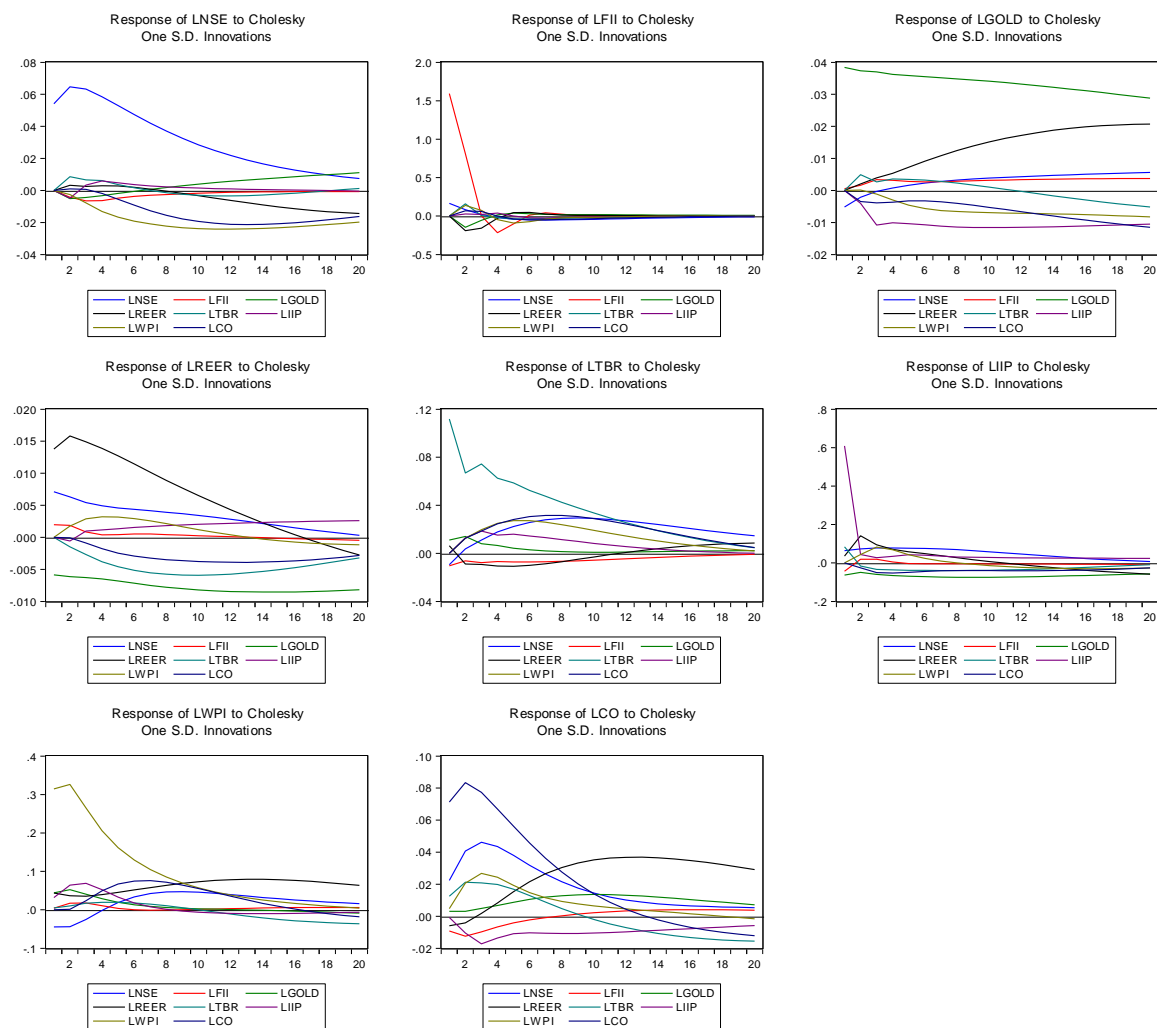 Response of LNSE to Cholesky
One S.D. Innovations
.08
.06
.04
.02
.00
-.02
-.04
2 4 6 8 10 12 14 16 18 20
LNSE LFII LGOLD
LREER LTBR LIIP
LWPI LCO
Response of LFII to Cholesky
One S.D. Innovations
2.0
1.5
1.0
0.5
0.0
-0.5
2 4 6 8 10 12 14 16 18 20
LNSE LFII LGOLD
LREER LTBR LIIP
LWPI LCO
Response of LGOLD to Cholesky
One S.D. Innovations
.04
.03
.02
.01
.00
-.01
-.02
2 4 6 8 10 12 14 16 18 20
LNSE LFII LGOLD
LREER LTBR LIIP
LWPI LCO
Response of LREER to Cholesky
One S.D. Innovations
.020
.015
.010
.005
.000
-.005
-.010
2 4 6 8 10 12 14 16 18 20
LNSE LFII LGOLD
LREER LTBR LIIP
LWPI LCO
Response of LTBR to Cholesky
One S.D. Innovations
.12
.08
.04
.00
-.04
2 4 6 8 10 12 14 16 18 20
LNSE LFII LGOLD
LREER LTBR LIIP
LWPI LCO
Response of LIIP to Cholesky
One S.D. Innovations
.8
.6
.4
.2
.0
-.2
2 4 6 8 10 12 14 16 18 20
LNSE LFII LGOLD
LREER LTBR LIIP
LWPI LCO
Response of LWPI to Cholesky
One S.D. Innovations
.4
.3
.2
.1
.0
-.1
2 4 6 8 10 12 14 16 18 20
LNSE LFII LGOLD
LREER LTBR LIIP
LWPI LCO
Response of LCO to Cholesky
One S.D. Innovations
.10
.08
.06
.04
.02
.00
-.02
2 4 6 8 10 12 14 16 18 20
LNSE LFII LGOLD
LREER LTBR LIIP
LWPI LCO